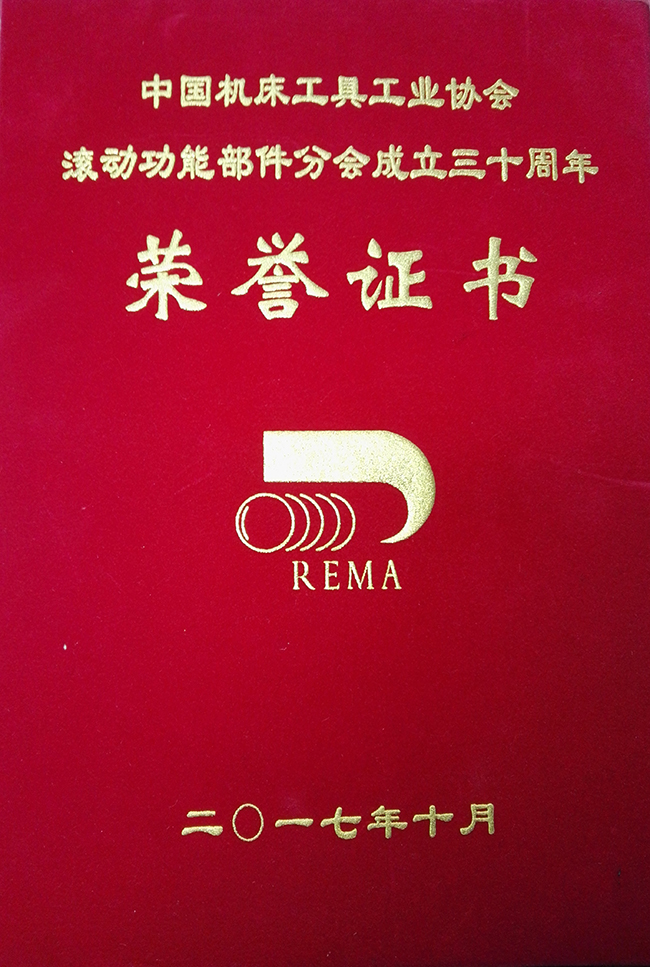 中国机床工具工业协会
滚动功能部件分会成立三十周年
荣誉证书
REMA
二〇一七年十月